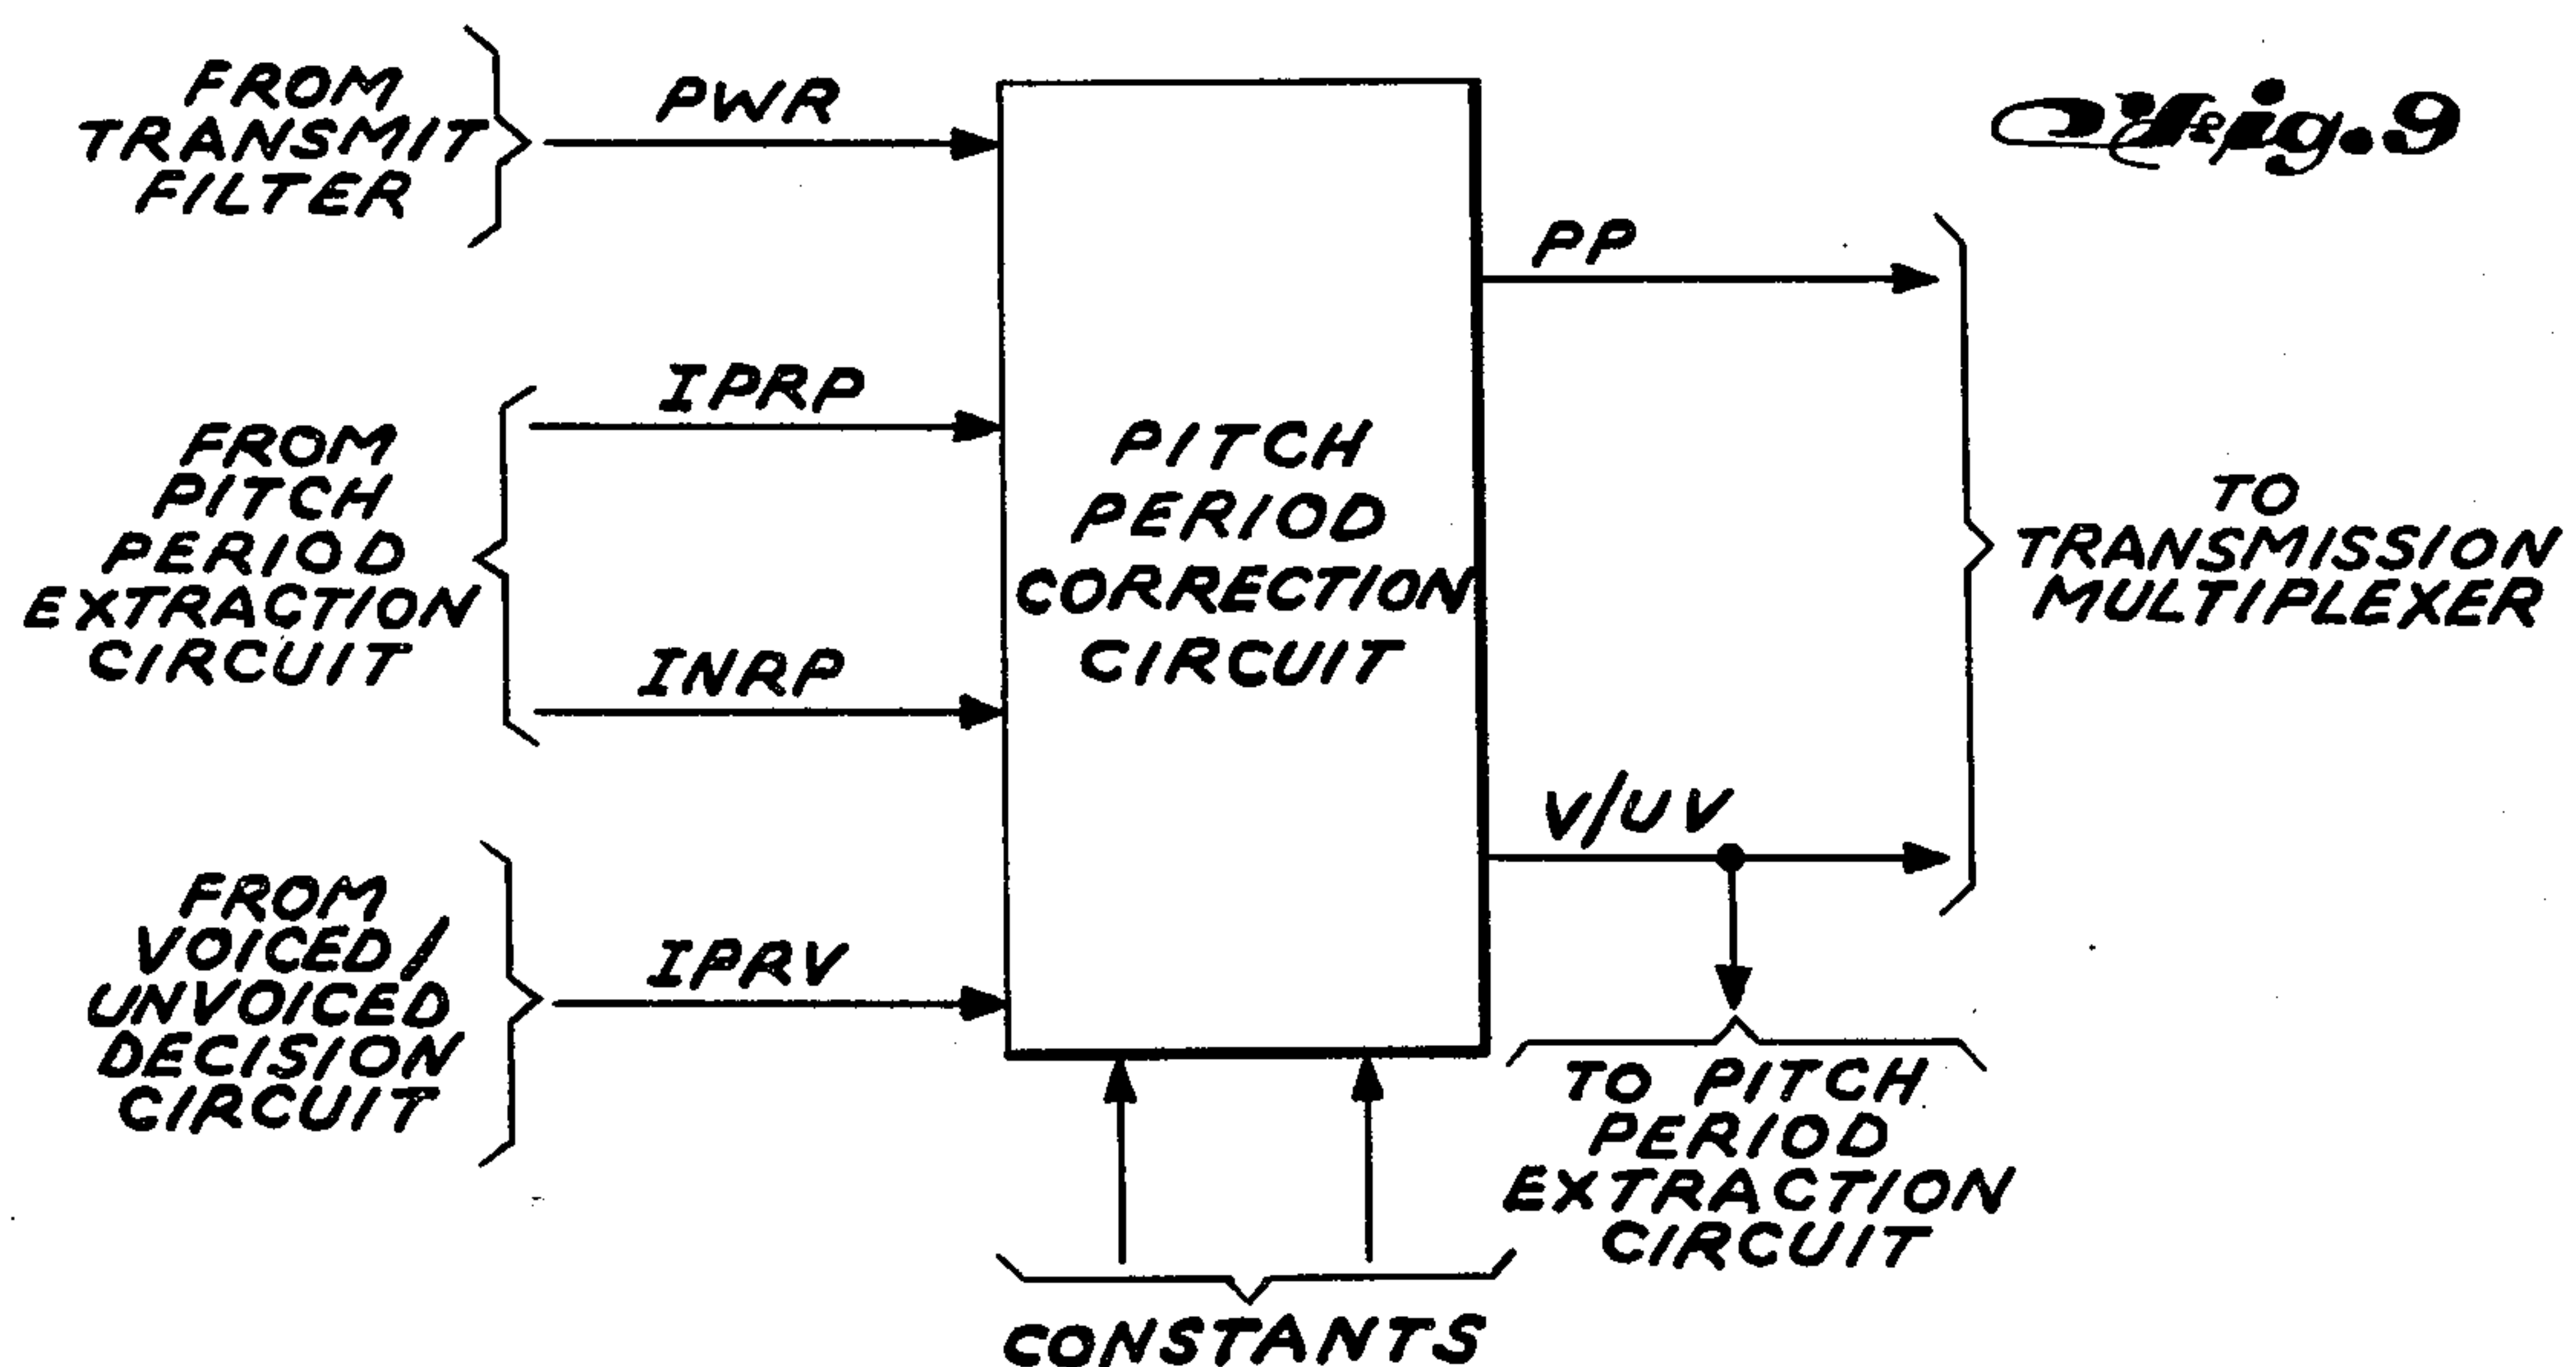 Fig. 9
FROM
TRANSMIT
FILTER
PWR
FROM
PITCH
PERIOD
EXTRACTION
CIRCUIT
IPRP
INRP
FROM
VOICED/
UNVOICED
DECISION
CIRCUIT
IPRV
PITCH
PERIOD
CORRECTION
CIRCUIT
CONSTANTS
PP
V/UV
TO
TRANSMISSION
MULTIPLEXER
TO PITCH
PERIOD
EXTRACTION
CIRCUIT